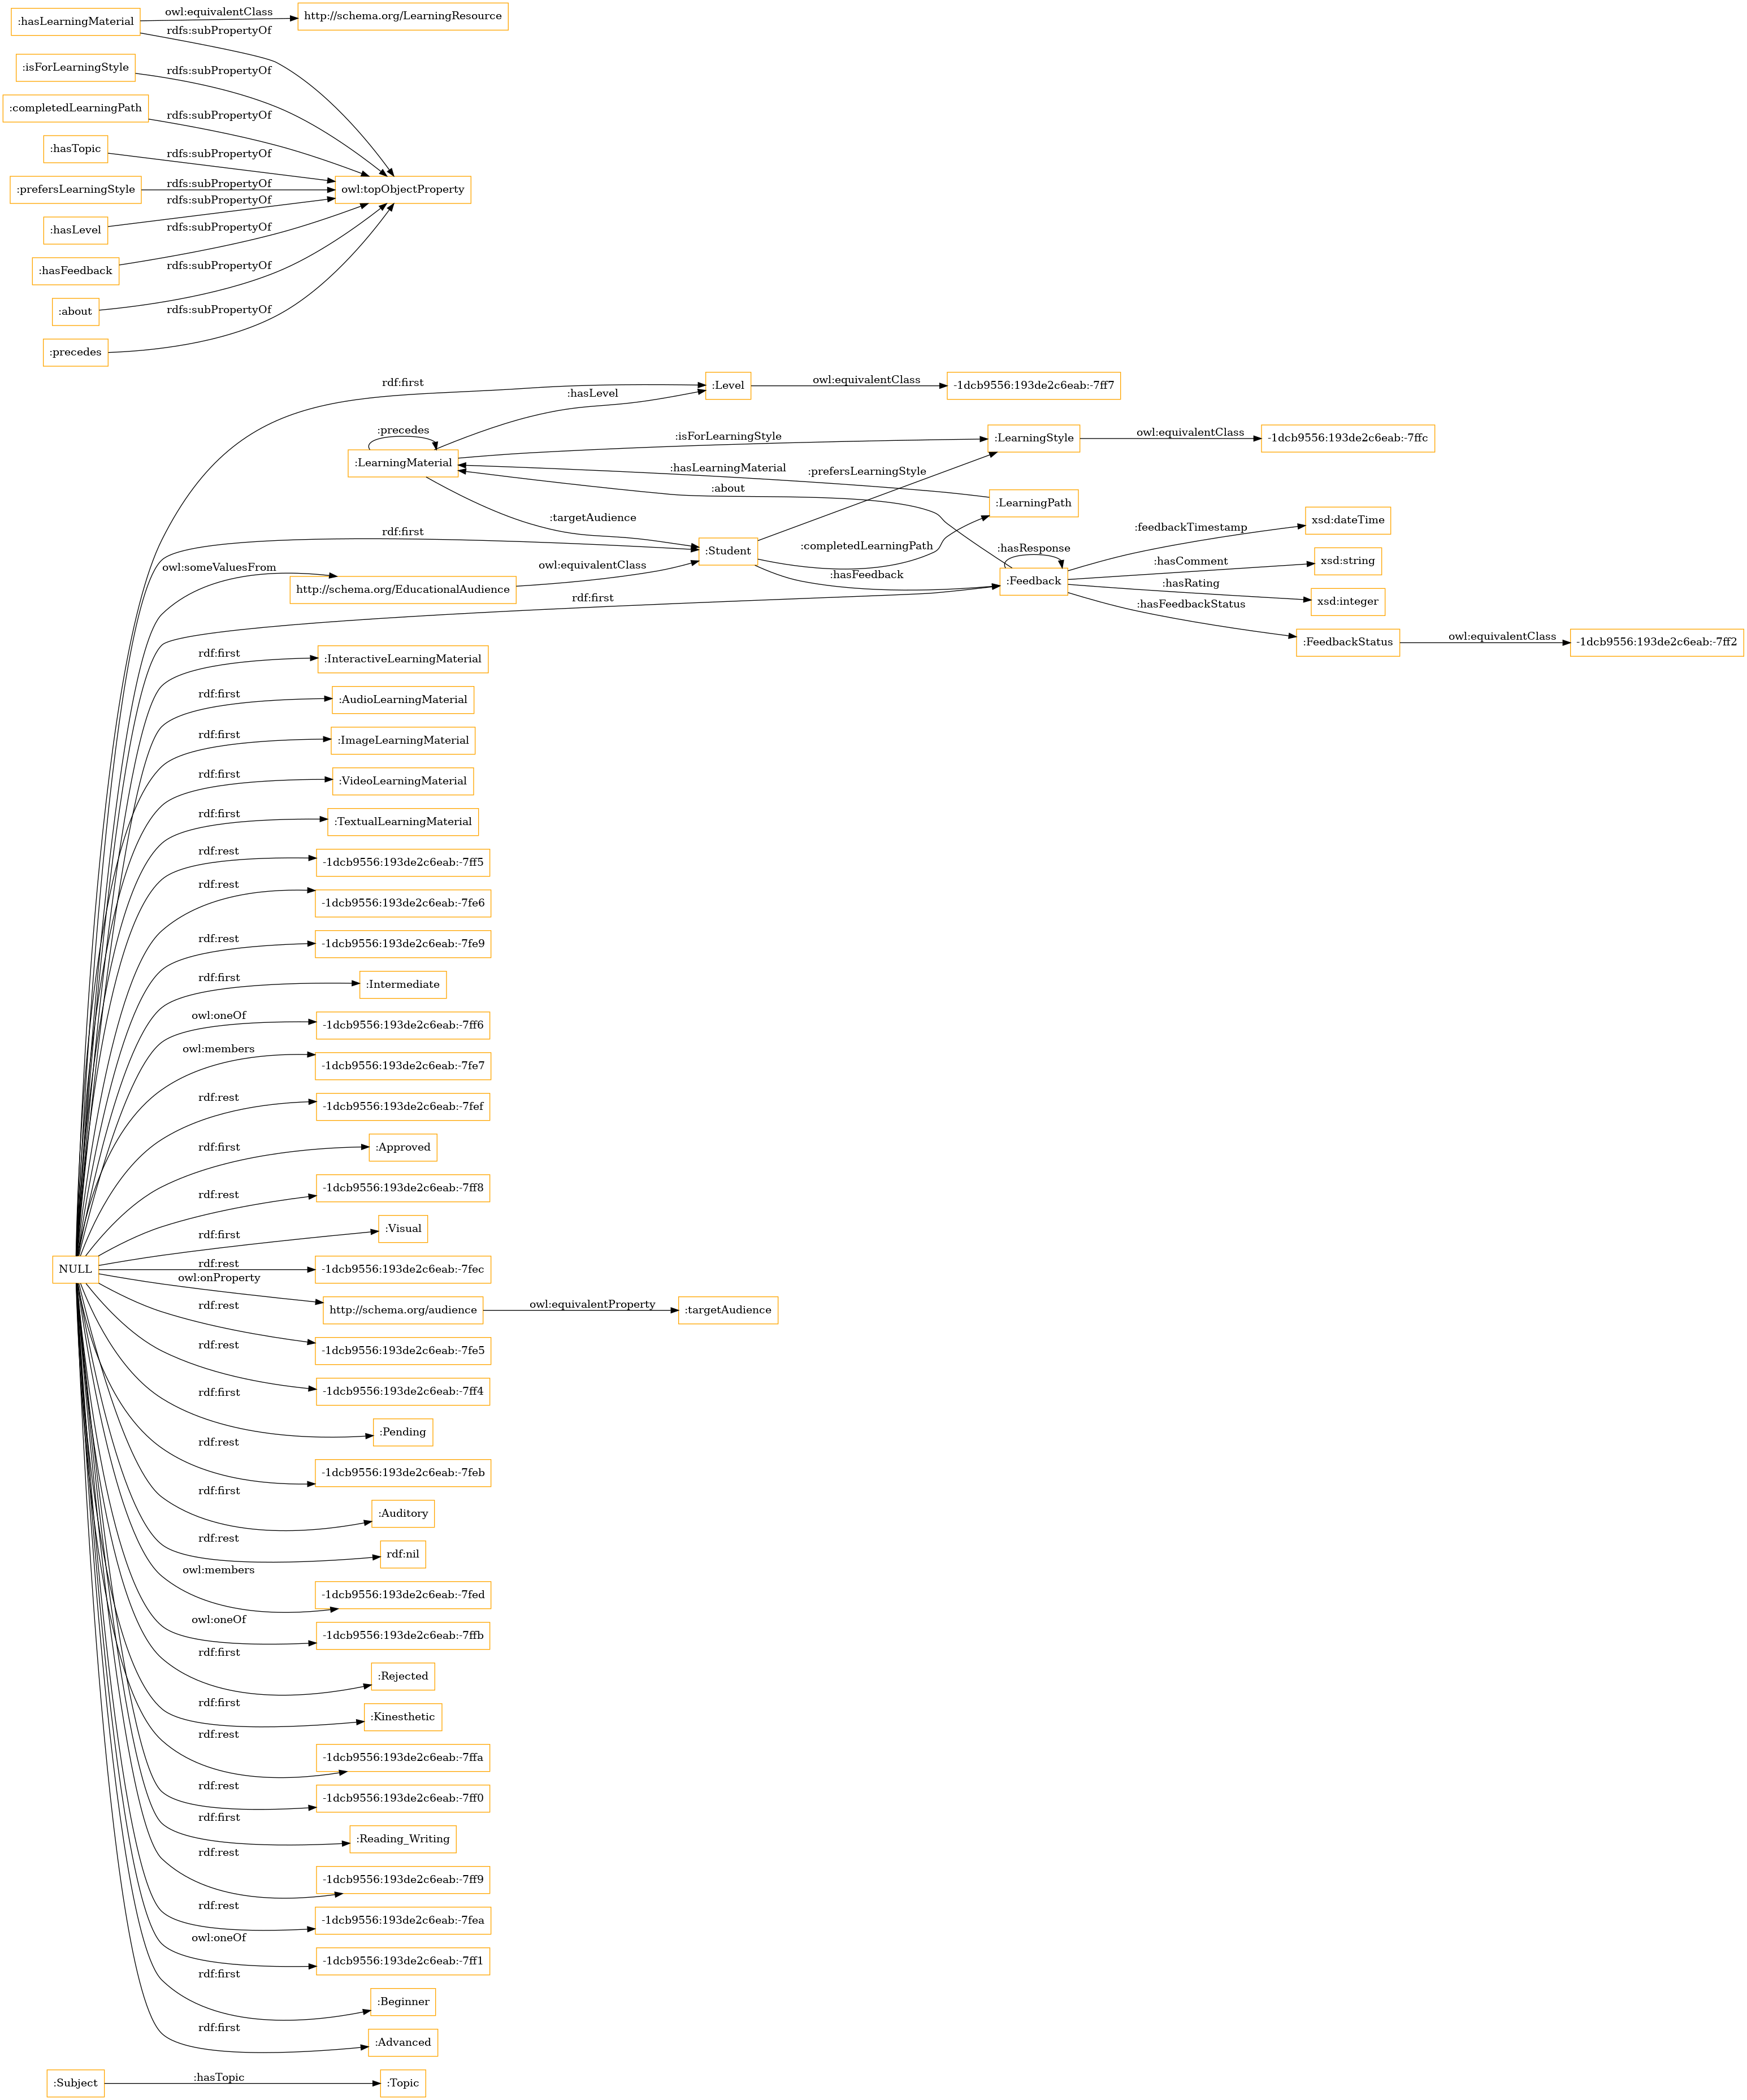 :hasLearningMaterial
owl:equivalentClass
http://schema.org/LearningResource
rdfs:subPropertyOf
:isForLearningStyle
rdfs:subPropertyOf
:completedLearningPath
rdfs:subPropertyOf
:hasTopic
rdfs:subPropertyOf
:prefersLearningStyle
rdfs:subPropertyOf
owl:topObjectProperty
:hasLevel
rdfs:subPropertyOf
:hasFeedback
rdfs:subPropertyOf
:about
rdfs:subPropertyOf
:precedes
rdfs:subPropertyOf
rdf:first
:Level
owl:equivalentClass
-1dcb9556:193de2c6eab:-7ff7
:hasLevel
:precedes
:LearningMaterial
:isForLearningStyle
:LearningStyle
owl:equivalentClass
-1dcb9556:193de2c6eab:-7ffc
:hasLearningMaterial
:prefersLearningStyle
:about
:LearningPath
:targetAudience
rdf:first
:Student
:completedLearningPath
:hasResponse
:feedbackTimestamp
xsd:dateTime
owl:someValuesFrom
http://schema.org/EducationalAudience
owl:equivalentClass
:hasFeedback
:Feedback
:hasComment
xsd:string
rdf:first
:hasRating
xsd:integer
:hasFeedbackStatus
:FeedbackStatus
owl:equivalentClass
-1dcb9556:193de2c6eab:-7ff2
rdf:first
:InteractiveLearningMaterial
rdf:first
:AudioLearningMaterial
rdf:first
:ImageLearningMaterial
rdf:first
:VideoLearningMaterial
rdf:first
:TextualLearningMaterial
rdf:rest
-1dcb9556:193de2c6eab:-7ff5
rdf:rest
-1dcb9556:193de2c6eab:-7fe6
rdf:rest
-1dcb9556:193de2c6eab:-7fe9
rdf:first
:Intermediate
owl:oneOf
-1dcb9556:193de2c6eab:-7ff6
owl:members
-1dcb9556:193de2c6eab:-7fe7
rdf:rest
-1dcb9556:193de2c6eab:-7fef
rdf:first
:Approved
rdf:rest
-1dcb9556:193de2c6eab:-7ff8
rdf:first
:Visual
NULL
rdf:rest
-1dcb9556:193de2c6eab:-7fec
owl:onProperty
http://schema.org/audience
owl:equivalentProperty
:targetAudience
rdf:rest
-1dcb9556:193de2c6eab:-7fe5
rdf:rest
-1dcb9556:193de2c6eab:-7ff4
rdf:first
:Pending
rdf:rest
-1dcb9556:193de2c6eab:-7feb
rdf:first
:Auditory
rdf:rest
rdf:nil
owl:members
-1dcb9556:193de2c6eab:-7fed
owl:oneOf
-1dcb9556:193de2c6eab:-7ffb
rdf:first
:Rejected
rdf:first
:Kinesthetic
rdf:rest
-1dcb9556:193de2c6eab:-7ffa
rdf:rest
-1dcb9556:193de2c6eab:-7ff0
rdf:first
:Reading_Writing
rdf:rest
-1dcb9556:193de2c6eab:-7ff9
rdf:rest
-1dcb9556:193de2c6eab:-7fea
owl:oneOf
-1dcb9556:193de2c6eab:-7ff1
rdf:first
:Beginner
rdf:first
:Advanced
:Subject
:hasTopic
:Topic